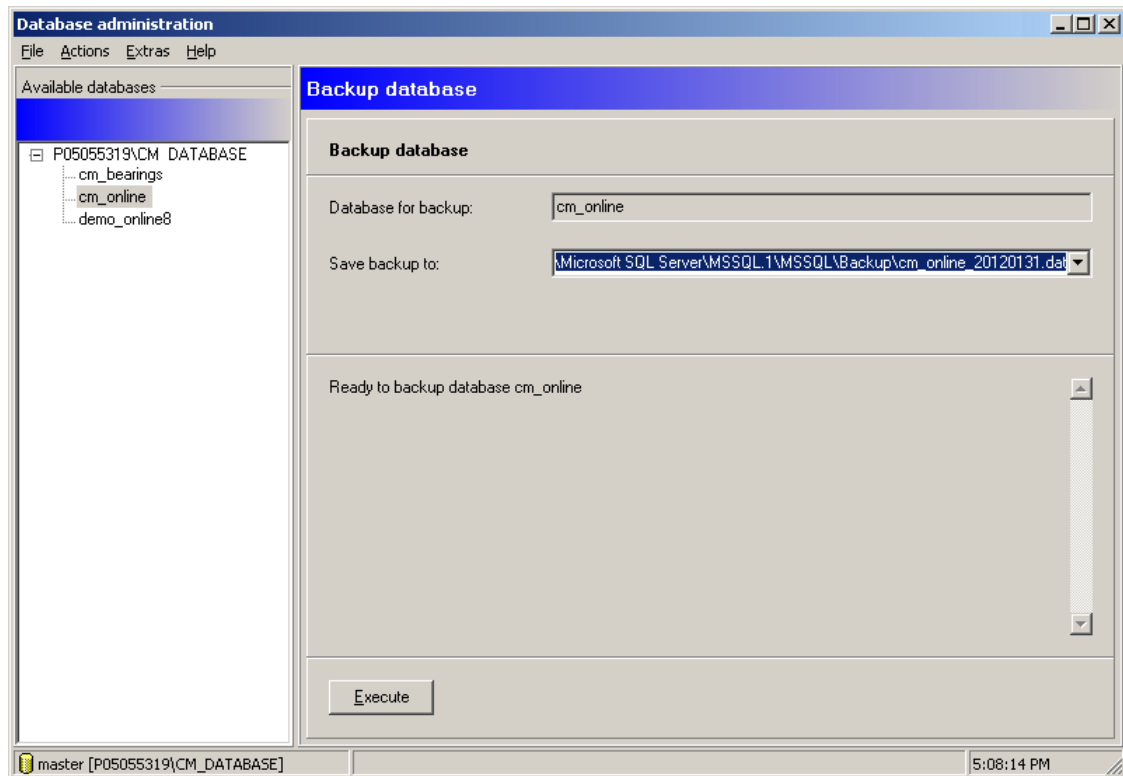 Database administration
File Actions Extras Help
Available databases
P05055319\CM_DATABASE
cm_bearings
cm_online
demo_online8
Backup database
Backup database
Database for backup: cm_online
Save backup to: \Microsoft SQL Server\MSSQL.1\MSSQL\Backup\cm_online_20120131.dat
Ready to backup database cm_online
Execute
master [P05055319\CM_DATABASE]
5:08:14 PM